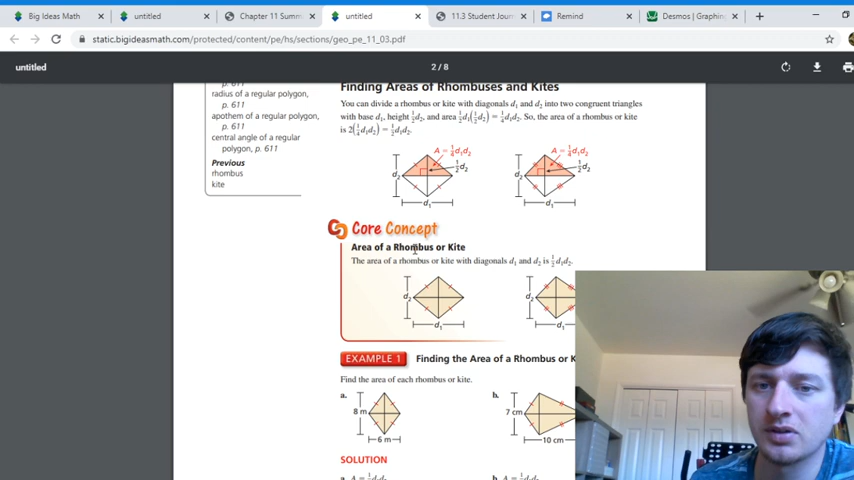 Big Ideas Math
untitled
Chapter 11 Summ
untitled
11.3 Student Jour
Remind
Desmos | Graphing
static.bigideasmath.com/protected/content/pe/hs/sections/geo_pe_11_03.pdf
untitled
2 / 8
p. 611
radius of a regular polygon,
p. 611
apothem of a regular polygon,
p. 611
central angle of a regular
polygon, p. 611
Previous
rhombus
kite
Finding Areas of Rhombuses and Kites
You can divide a rhombus or kite with diagonals d₁ and d₂ into two congruent triangles
with base d₁, height ½d₂, and area ½d₁(½d₂) = ¼d₁d₂. So, the area of a rhombus or kite
is 2(¼d₁d₂) = ½d₁d₂.
A = ¼d₁d₂
½d₂
d₂
d₁
A = ¼d₁d₂
½d₂
d₂
d₁
Core Concept
Area of a Rhombus or Kite
The area of a rhombus or kite with diagonals d₁ and d₂ is ½d₁d₂.
d₂
d₁
d₂
d₁
EXAMPLE 1 Finding the Area of a Rhombus or K
Find the area of each rhombus or kite.
a.
8 m
6 m
b.
7 cm
10 cm
SOLUTION
a. A = ½d₁d₂
b. A = ½d₁d₂